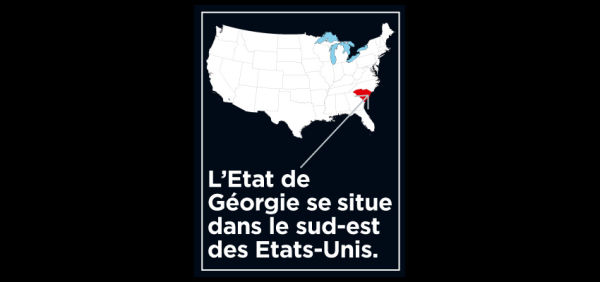 L’Etat de
Géorgie se situe
dans le sud-est
des Etats-Unis.